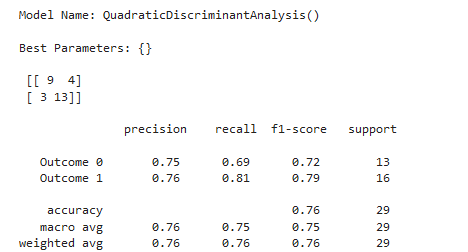 Model Name: QuadraticDiscriminantAnalysis()
Best Parameters: {}
[[ 9 4]
[ 3 13]]
precision recall f1-score support
Outcome 0 0.75 0.69 0.72 13
Outcome 1 0.76 0.81 0.79 16
accuracy 0.76 29
macro avg 0.76 0.75 0.75 29
weighted avg 0.76 0.76 0.76 29